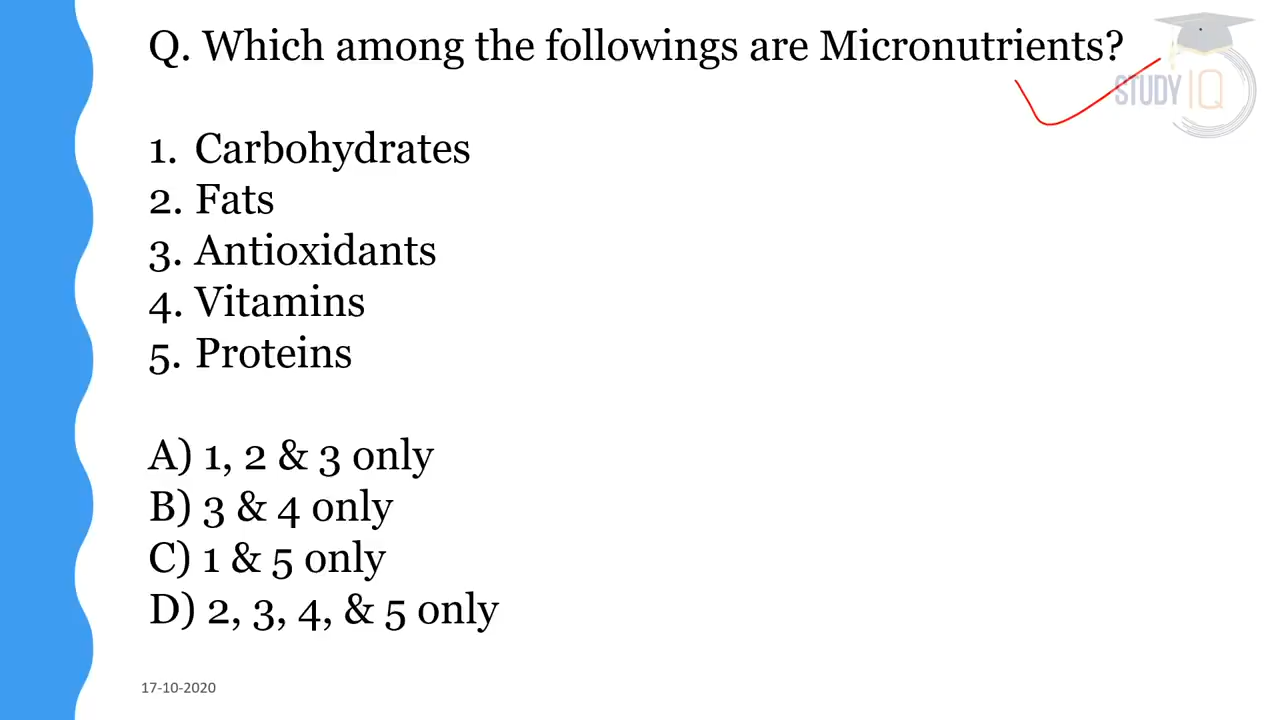 Q. Which among the followings are Micronutrients?
STUDY IQ
1. Carbohydrates
2. Fats
3. Antioxidants
4. Vitamins
5. Proteins
A) 1, 2 & 3 only
B) 3 & 4 only
C) 1 & 5 only
D) 2, 3, 4, & 5 only
17-10-2020